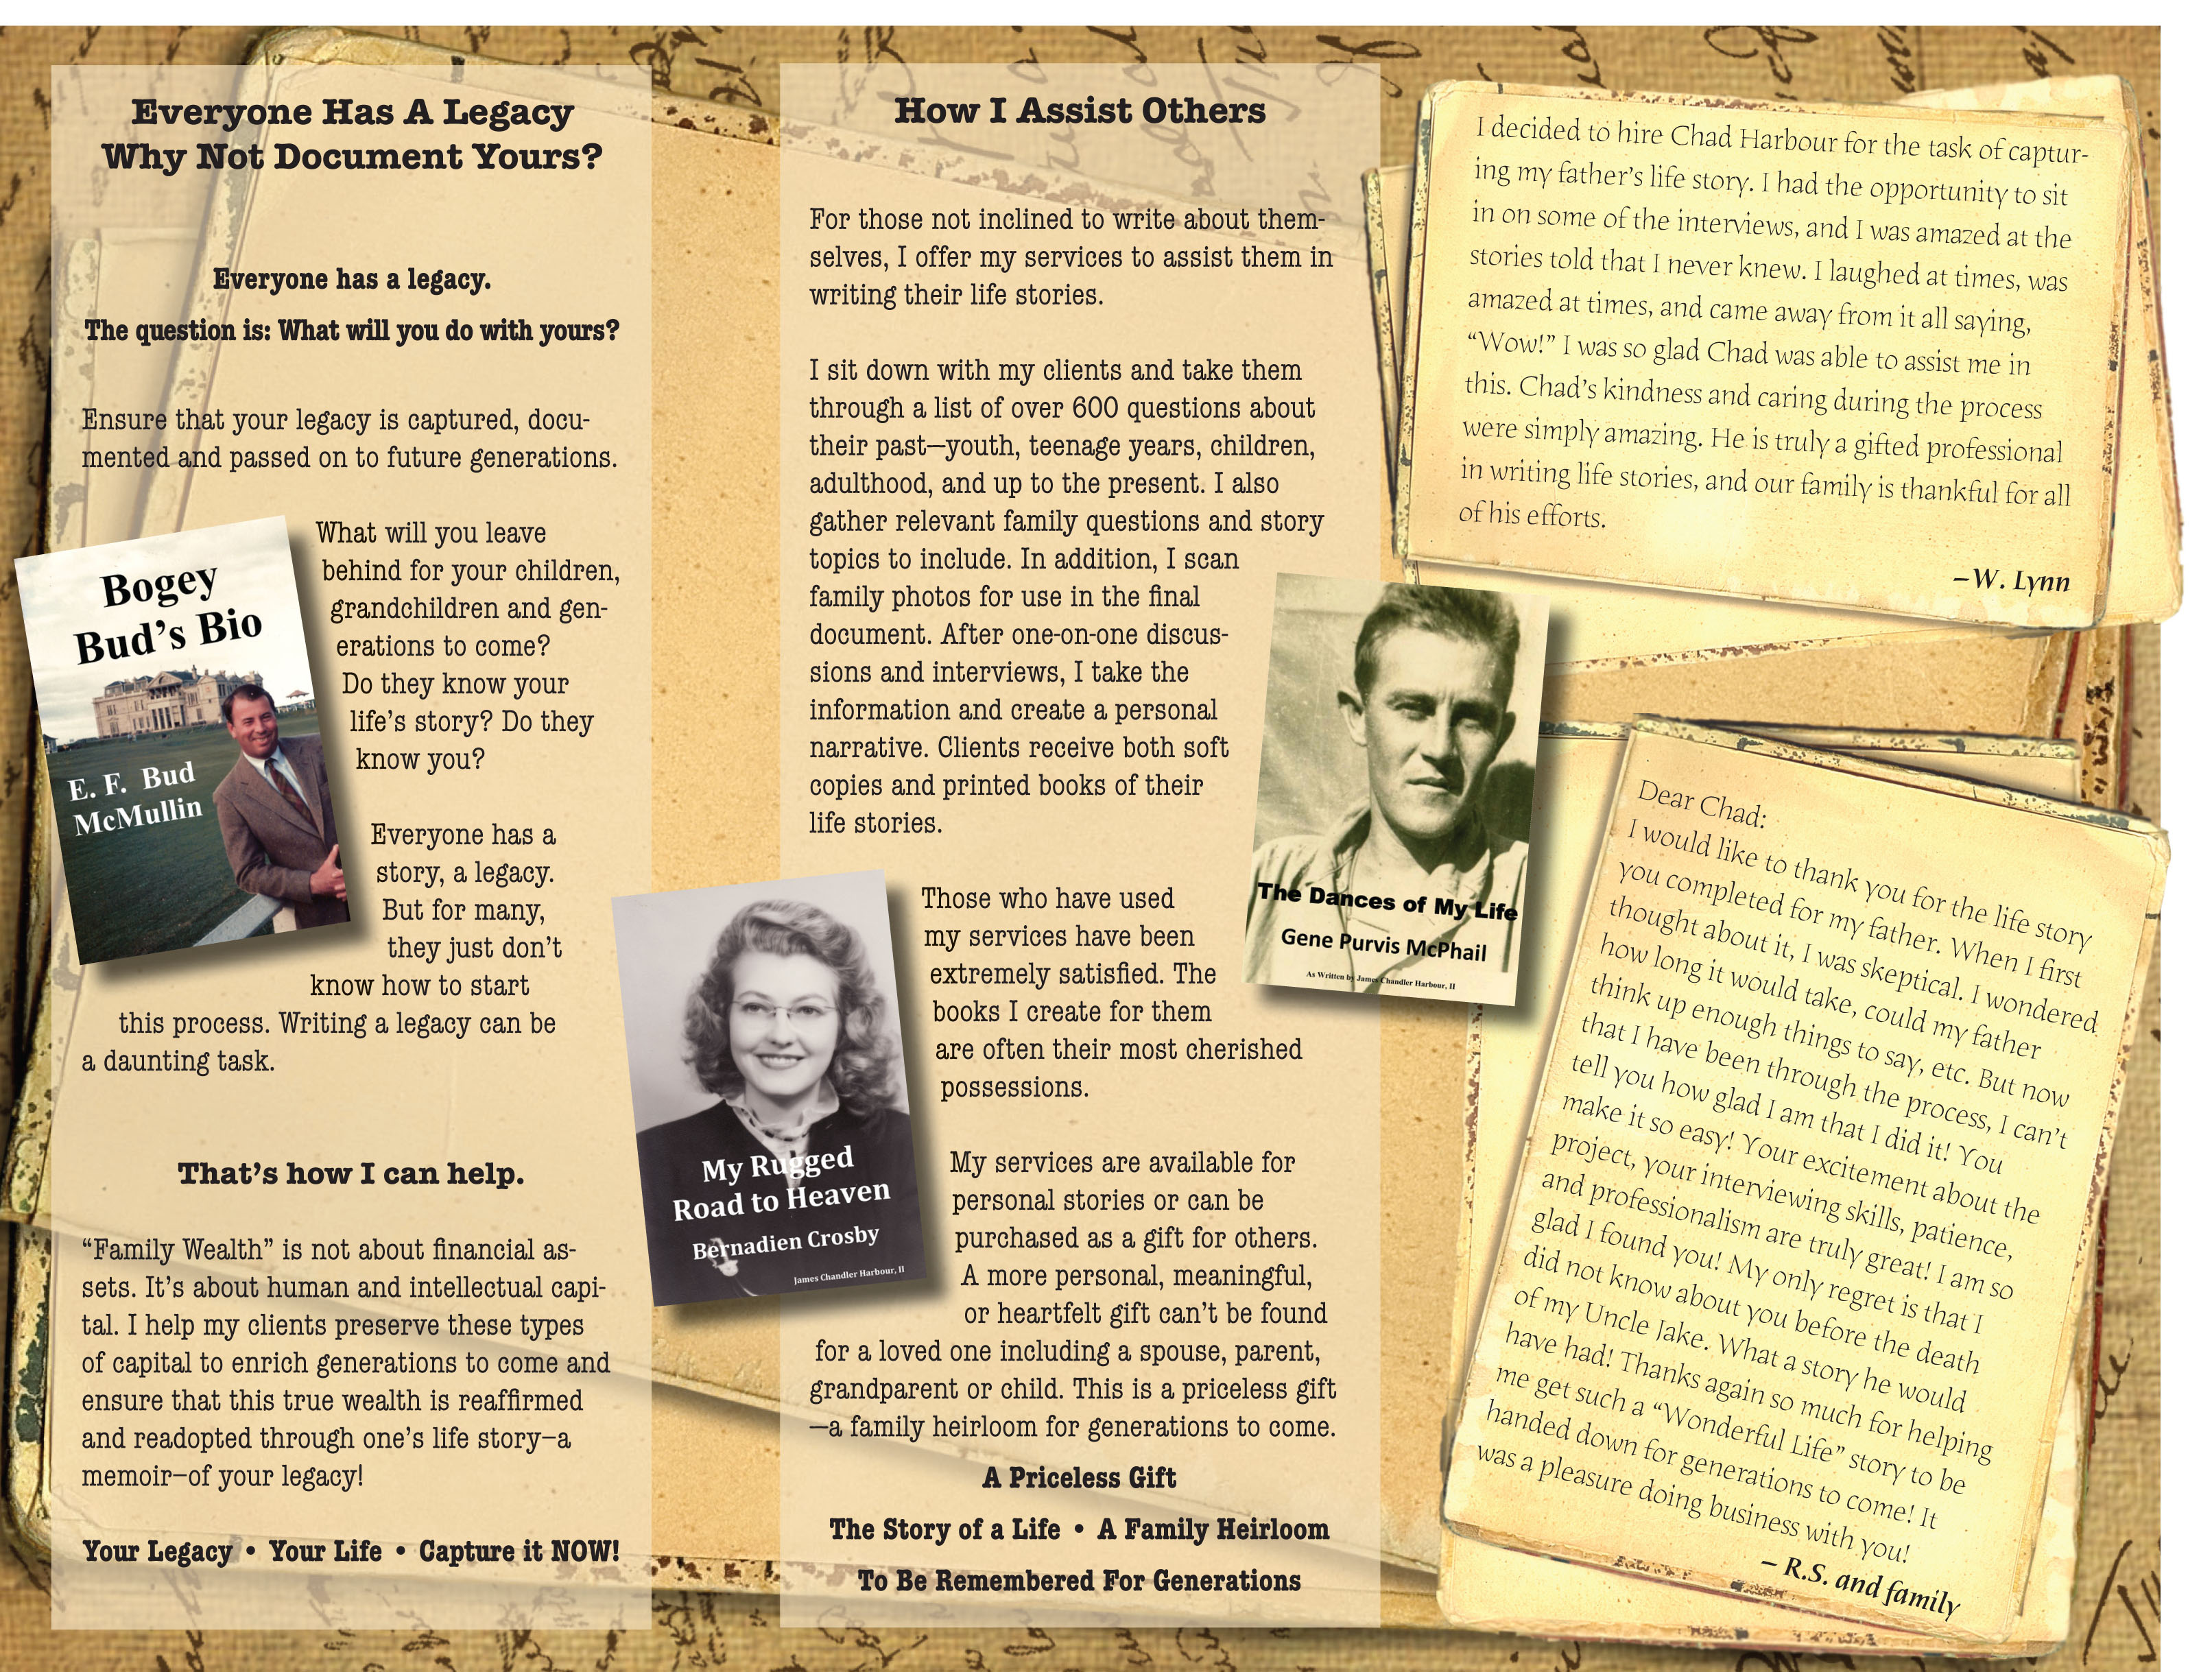 Everyone Has A Legacy
Why Not Document Yours?
Everyone has a legacy.
The question is: What will you do with yours?
Ensure that your legacy is captured, docu-
mented and passed on to future generations.
What will you leave
behind for your children,
grandchildren and gen-
erations to come?
Do they know your
life's story? Do they
know you?
Everyone has a
story, a legacy.
But for many,
they just don't
know how to start
this process. Writing a legacy can be
a daunting task.
Bogey
Bud's Bio
E. F. Bud
McMullin
That's how I can help.
“Family Wealth” is not about financial as-
sets. It's about human and intellectual capi-
tal. I help my clients preserve these types
of capital to enrich generations to come and
ensure that this true wealth is reaffirmed
and readopted through one's life story—a
memoir—of your legacy!
Your Legacy • Your Life • Capture it NOW!
How I Assist Others
For those not inclined to write about them-
selves, I offer my services to assist them in
writing their life stories.
I sit down with my clients and take them
through a list of over 600 questions about
their past—youth, teenage years, children,
adulthood, and up to the present. I also
gather relevant family questions and story
topics to include. In addition, I scan
family photos for use in the final
document. After one-on-one discus-
sions and interviews, I take the
information and create a personal
narrative. Clients receive both soft
copies and printed books of their
life stories.
Those who have used
my services have been
extremely satisfied. The
books I create for them
are often their most cherished
possessions.
My services are available for
personal stories or can be
purchased as a gift for others.
A more personal, meaningful,
or heartfelt gift can't be found
for a loved one including a spouse, parent,
grandparent or child. This is a priceless gift
—a family heirloom for generations to come.
A Priceless Gift
The Story of a Life • A Family Heirloom
To Be Remembered For Generations
My Rugged
Road to Heaven
Bernadien Crosby
James Chandler Harbour, II
The Dances of My Life
Gene Purvis McPhail
As Written by James Chandler Harbour, II
I decided to hire Chad Harbour for the task of captur-
ing my father's life story. I had the opportunity to sit
in on some of the interviews, and I was amazed at the
stories told that I never knew. I laughed at times, was
amazed at times, and came away from it all saying,
“Wow!” I was so glad Chad was able to assist me in
this. Chad's kindness and caring during the process
were simply amazing. He is truly a gifted professional
in writing life stories, and our family is thankful for all
of his efforts.
—W. Lynn
Dear Chad:
I would like to thank you for the life story
you completed for my father. When I first
thought about it, I was skeptical. I wondered
how long it would take, could my father
think up enough things to say, etc. But now
that I have been through the process, I can't
tell you how glad I am that I did it! You
make it so easy! Your excitement about the
project, your interviewing skills, patience,
and professionalism are truly great! I am so
glad I found you! My only regret is that I
did not know about you before the death
of my Uncle Jake. What a story he would
have had! Thanks again so much for helping
me get such a “Wonderful Life” story to be
handed down for generations to come! It
was a pleasure doing business with you!
– R.S. and family